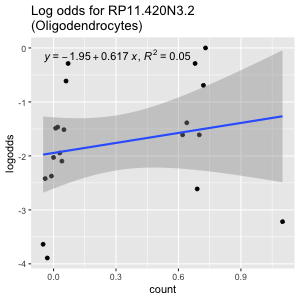 Log odds for RP11.420N3.2
(Oligodendrocytes)
y = −1.95 + 0.617 x, R² = 0.05
0
-1
-2
-3
-4
logodds
0.0 0.3 0.6 0.9
count